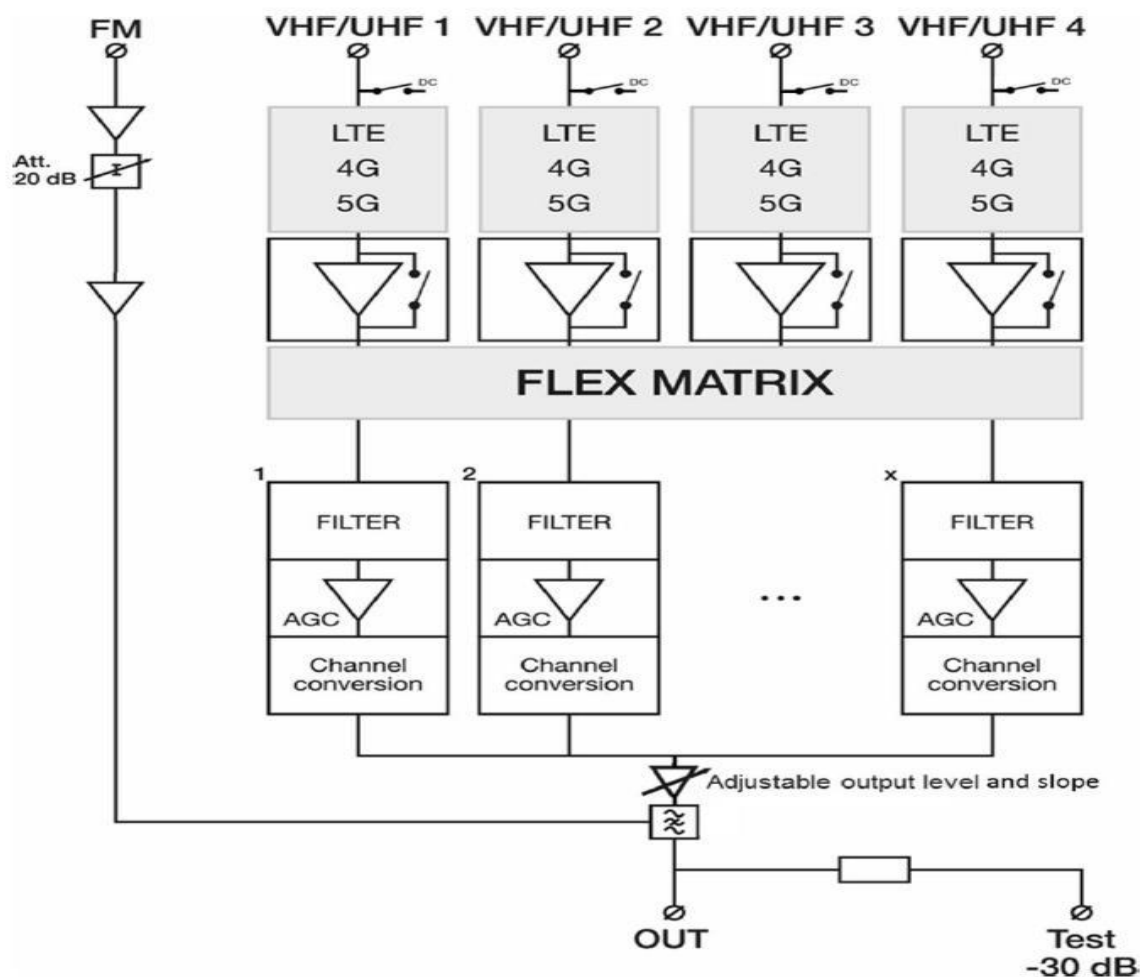 FM
VHF/UHF 1
VHF/UHF 2
VHF/UHF 3
VHF/UHF 4
DC
DC
DC
DC
Att.
20 dB
LTE
4G
5G
LTE
4G
5G
LTE
4G
5G
LTE
4G
5G
FLEX MATRIX
1
2
x
FILTER
AGC
Channel
conversion
FILTER
AGC
Channel
conversion
...
FILTER
AGC
Channel
conversion
Adjustable output level and slope
OUT
Test
-30 dB